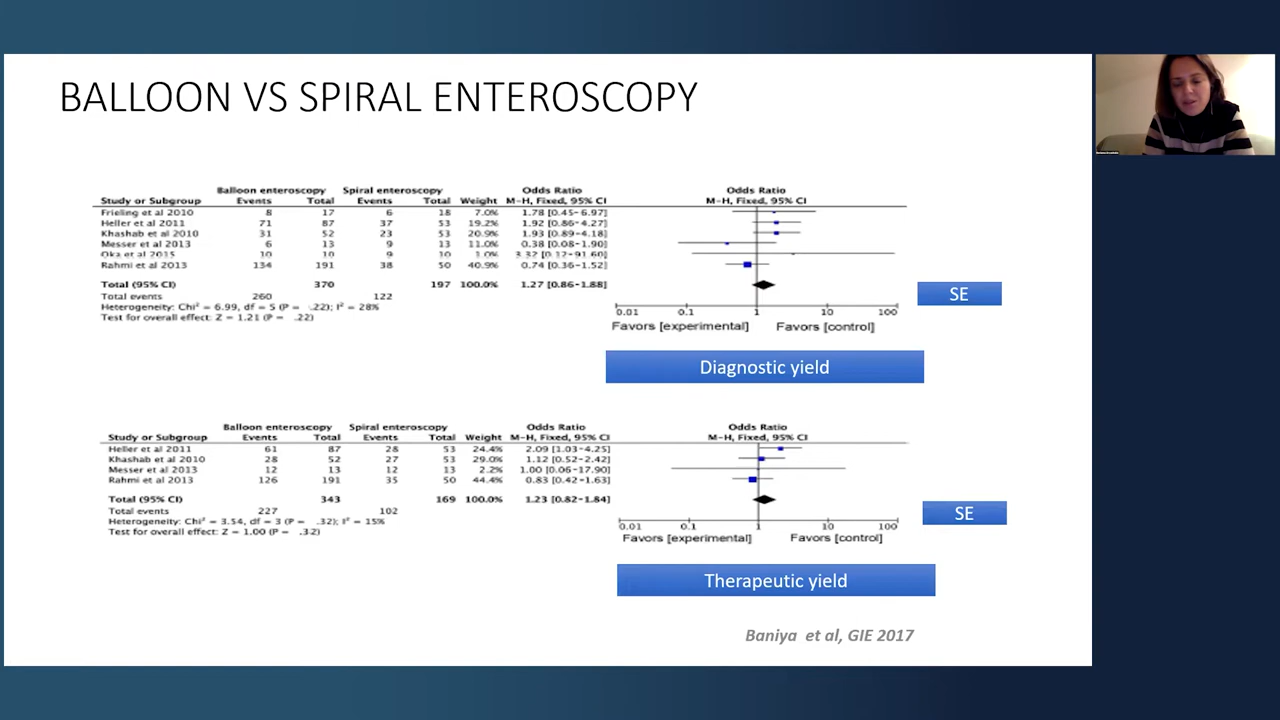 BALLOON VS SPIRAL ENTEROSCOPY
Balloon enteroscopy Spiral enteroscopy Odds Ratio Odds Ratio
Study or Subgroup Events Total Events Total Weight M-H, Fixed, 95% CI M-H, Fixed, 95% CI
Frieling et al 2010 8 17 6 18 7.0% 1.78 [0.45-6.97]
Heller et al 2011 71 87 37 53 19.2% 1.92 [0.86-4.27]
Khashab et al 2010 31 52 23 53 20.9% 1.93 [0.89-4.18]
Messer et al 2013 6 13 9 13 11.0% 0.38 [0.08-1.90]
Oka et al 2015 10 10 9 10 1.0% 3.32 [0.12-91.60]
Rahmi et al 2013 134 191 38 50 40.9% 0.74 [0.36-1.52]
Total (95% CI) 370 197 100.0% 1.27 [0.86-1.88]
Total events 260 122
Heterogeneity: Chi² = 6.99, df = 5 (P = .22); I² = 28%
Test for overall effect: Z = 1.21 (P = .22)
0.01 0.1 1 10 100
Favors [experimental] Favors [control]
SE
Diagnostic yield
Balloon enteroscopy Spiral enteroscopy Odds Ratio Odds Ratio
Study or Subgroup Events Total Events Total Weight M-H, Fixed, 95% CI M-H, Fixed, 95% CI
Heller et al 2011 61 87 28 53 24.4% 2.09 [1.03-4.25]
Khashab et al 2010 28 52 27 53 29.0% 1.12 [0.52-2.42]
Messer et al 2013 12 13 12 13 2.2% 1.00 [0.06-17.90]
Rahmi et al 2013 126 191 35 50 44.4% 0.83 [0.42-1.63]
Total (95% CI) 343 169 100.0% 1.23 [0.82-1.84]
Total events 227 102
Heterogeneity: Chi² = 3.54, df = 3 (P = .32); I² = 15%
Test for overall effect: Z = 1.00 (P = .32)
0.01 0.1 1 10 100
Favors [experimental] Favors [control]
SE
Therapeutic yield
Baniya et al, GIE 2017